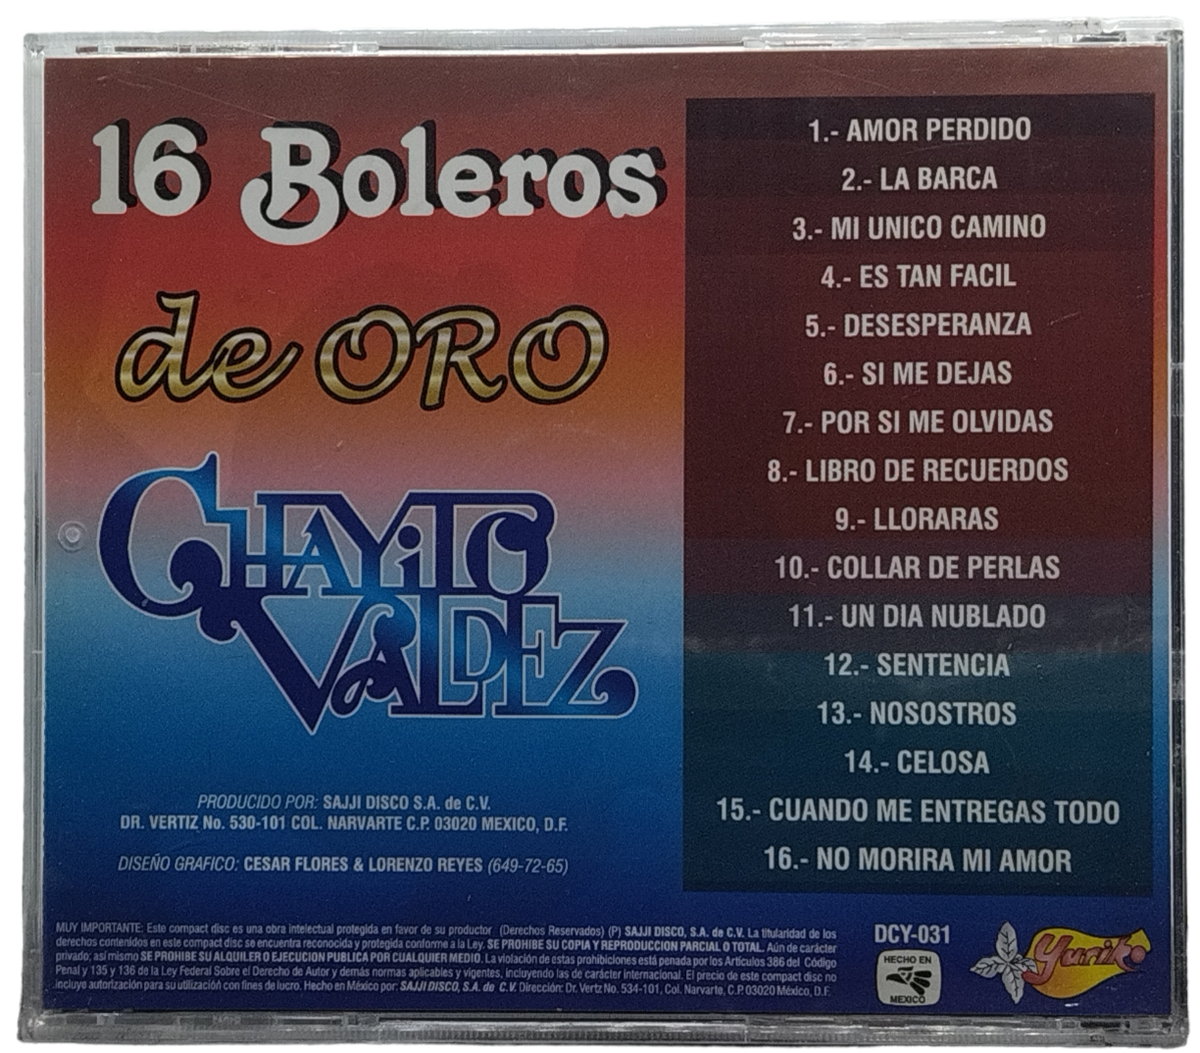 16 Boleros
de ORO
CHAYiTO
VALDEZ
PRODUCIDO POR: SAJJI DISCO S.A. de C.V.
DR. VERTIZ No. 530-101 COL. NARVARTE C.P. 03020 MEXICO, D.F.
DISEÑO GRAFICO: CESAR FLORES & LORENZO REYES (649-72-65)
1.- AMOR PERDIDO
2.- LA BARCA
3.- MI UNICO CAMINO
4.- ES TAN FACIL
5.- DESESPERANZA
6.- SI ME DEJAS
7.- POR SI ME OLVIDAS
8.- LIBRO DE RECUERDOS
9.- LLORARAS
10.- COLLAR DE PERLAS
11.- UN DIA NUBLADO
12.- SENTENCIA
13.- NOSOSTROS
14.- CELOSA
15.- CUANDO ME ENTREGAS TODO
16.- NO MORIRA MI AMOR
MUY IMPORTANTE: Este compact disc es una obra intelectual protegida en favor de su productor (Derechos Reservados) (P) SAJJI DISCO, S.A. de C.V. La titularidad de los
derechos contenidos en este compact disc se encuentra reconocida y protegida conforme a la Ley. SE PROHIBE SU COPIA Y REPRODUCCION PARCIAL O TOTAL. Aún de carácter
privado; así mismo SE PROHIBE SU ALQUILER O EJECUCION PUBLICA POR CUALQUIER MEDIO. La violación de estas prohibiciones está penada por los Artículos 386 del Código
Penal y 135 y 136 de la Ley Federal Sobre el Derecho de Autor y demás normas aplicables y vigentes, incluyendo las de carácter internacional. El precio de este compact disc no
incluye autorización para su utilización con fines de lucro. Hecho en México por: SAJJI DISCO, S.A. de C.V. Dirección: Dr. Vertz No. 534-101, Col. Narvarte, C.P. 03020 México, D.F.
DCY-031
HECHO EN
MEXICO
Yuriko